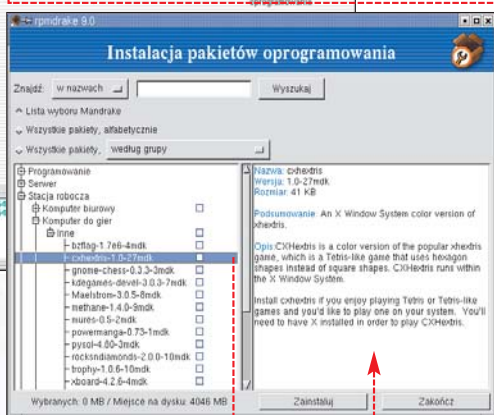 oprogramowania
rpmdrake 9.0
Instalacja pakietów oprogramowania
Znajdź: w nazwach Wyszukaj
Lista wyboru Mandrake
Wszystkie pakiety, alfabetycznie
Wszystkie pakiety, według grupy
Programowanie
Serwer
Stacja robocza
Komputer biurowy
Komputer do gier
Inne
bzflag-1.7e6-4mdk
cxhextris-1.0-27mdk
gnome-chess-0.3.3-3mdk
kdegames-devel-3.0.3-7mdk
Maelstrom-3.0.5-8mdk
methane-1.4.0-9mdk
nures-0.5-2mdk
powermanga-0.73-1mdk
pysol-4.80-3mdk
rocksndiamonds-2.0.0-10mdk
trophy-1.0.6-10mdk
xboard-4.2.6-4mdk
Nazwa: cxhextris
Wersja: 1.0-27mdk
Rozmiar: 41 KB
Podsumowanie: An X Window System color version of
xhextris.
Opis:CXHextris is a color version of the popular xhextris
game, which is a Tetris-like game that uses hexagon
shapes instead of square shapes. CXHextris runs within
the X Window System.
Install cxhextris if you enjoy playing Tetris or Tetris-like
games and you'd like to play one on your system. You'll
need to have X installed in order to play CXHextris.
Wybranych: 0 MB / Miejsce na dysku: 4046 MB
Zainstaluj
Zakończ